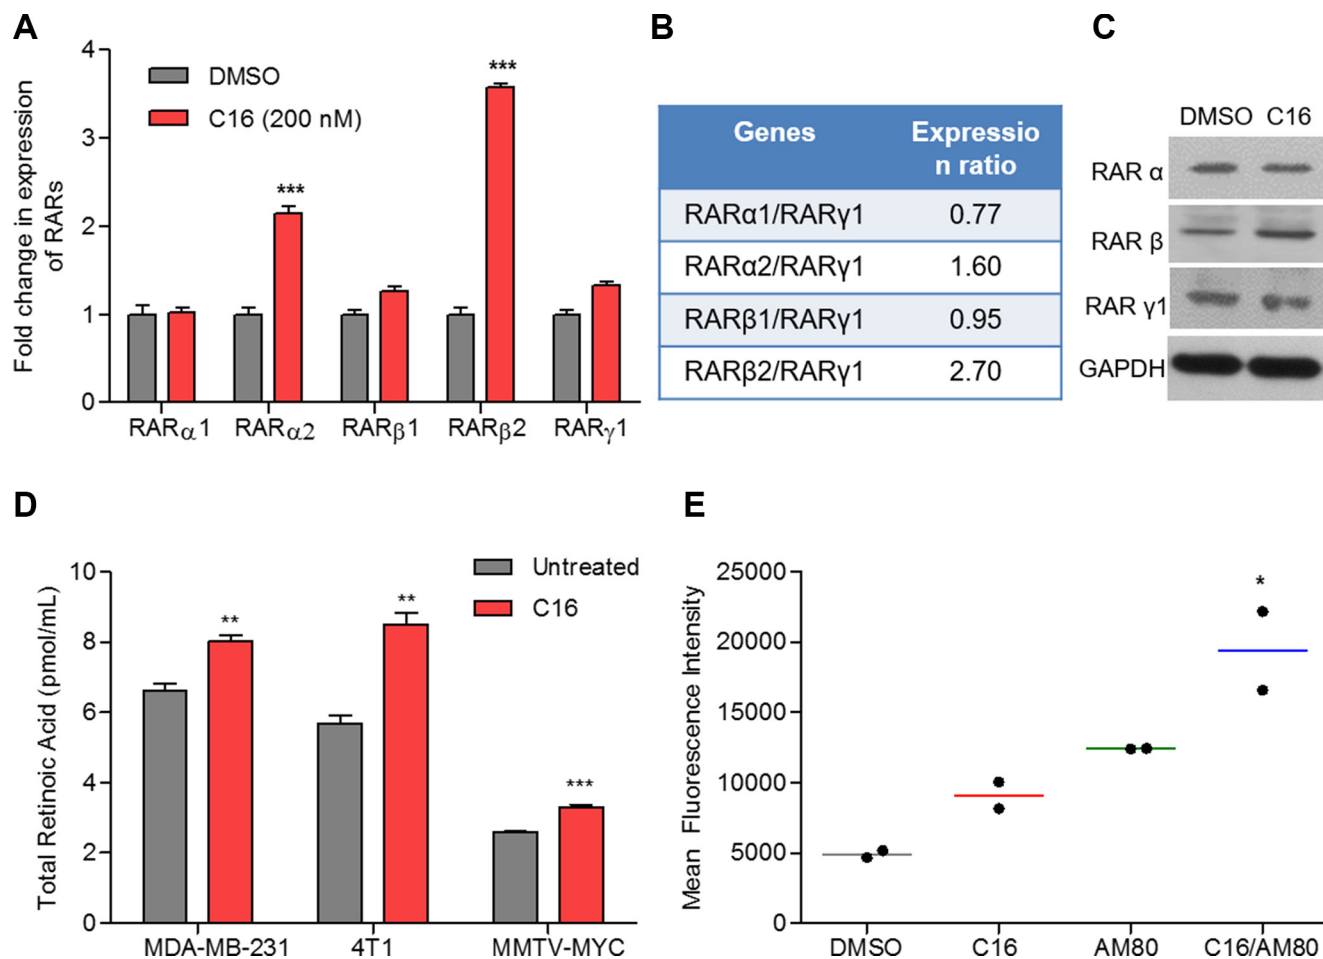 A
4
3
2
1
0
Fold change in expression
of RARs
DMSO
C16 (200 nM)
***
***
RARα1
RARα2
RARβ1
RARβ2
RARγ1
B
Genes
Expressio
n ratio
RARα1/RARγ1
0.77
RARα2/RARγ1
1.60
RARβ1/RARγ1
0.95
RARβ2/RARγ1
2.70
C
DMSO C16
RAR α
RAR β
RAR γ1
GAPDH
D
10
8
6
4
2
0
Total Retinoic Acid (pmol/mL)
Untreated
C16
**
**
***
MDA-MB-231
4T1
MMTV-MYC
E
25000
20000
15000
10000
5000
0
Mean Fluorescence Intensity
*
DMSO
C16
AM80
C16/AM80